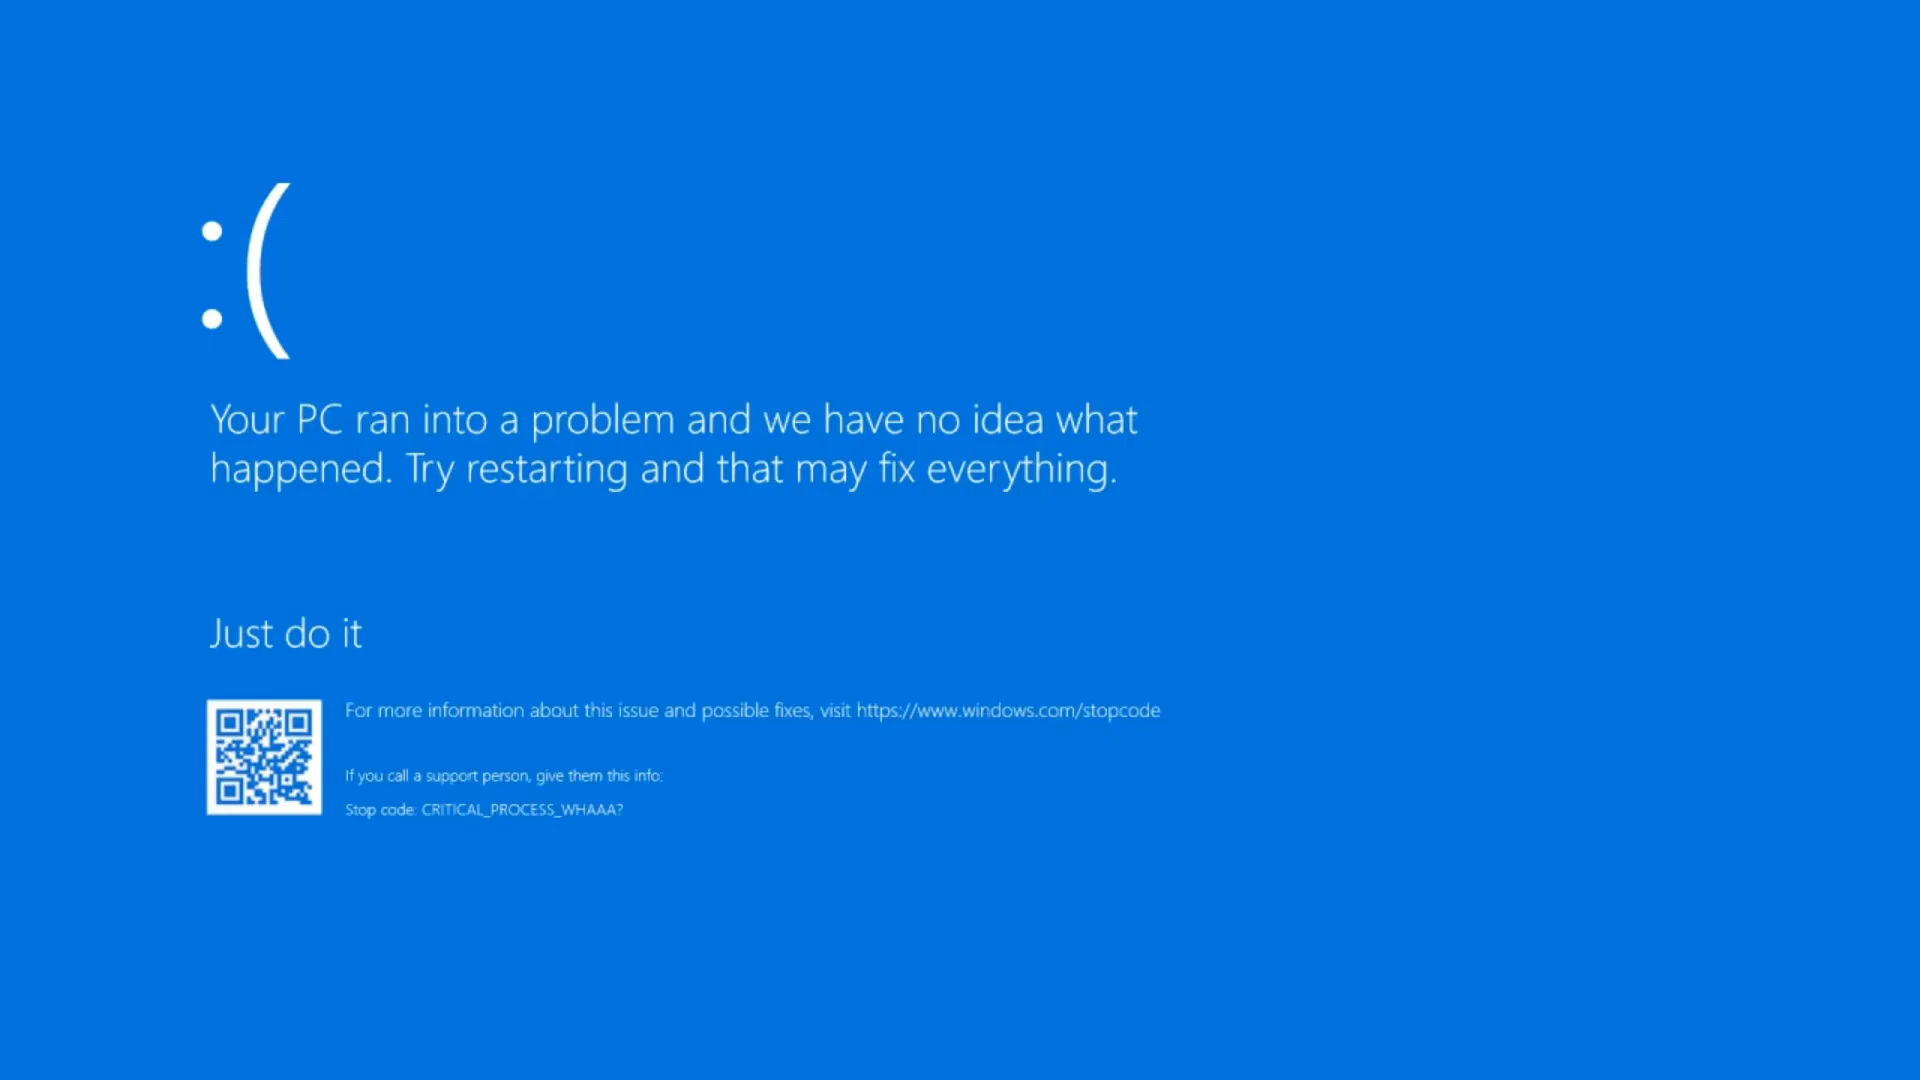 :(
Your PC ran into a problem and we have no idea what
happened. Try restarting and that may fix everything.
Just do it
For more information about this issue and possible fixes, visit https://www.windows.com/stopcode
If you call a support person, give them this info:
Stop code: CRITICAL_PROCESS_WHAAA?